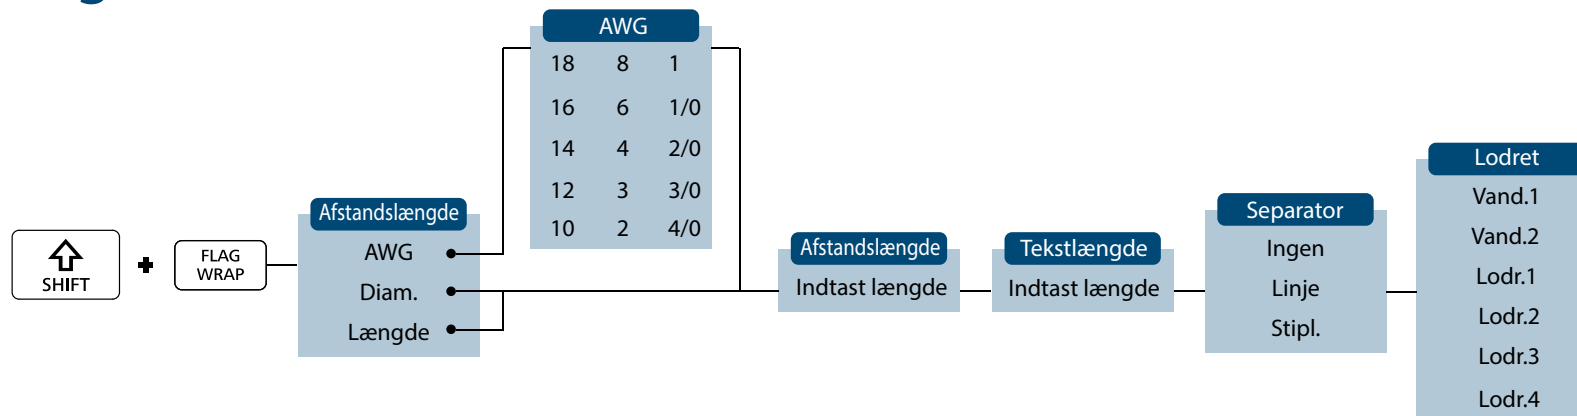 SHIFT
FLAG
WRAP
Afstandslængde
AWG
Diam.
Længde
AWG
18 8 1
16 6 1/0
14 4 2/0
12 3 3/0
10 2 4/0
Afstandslængde
Indtast længde
Tekstlængde
Indtast længde
Separator
Ingen
Linje
Stipl.
Lodret
Vand.1
Vand.2
Lodr.1
Lodr.2
Lodr.3
Lodr.4